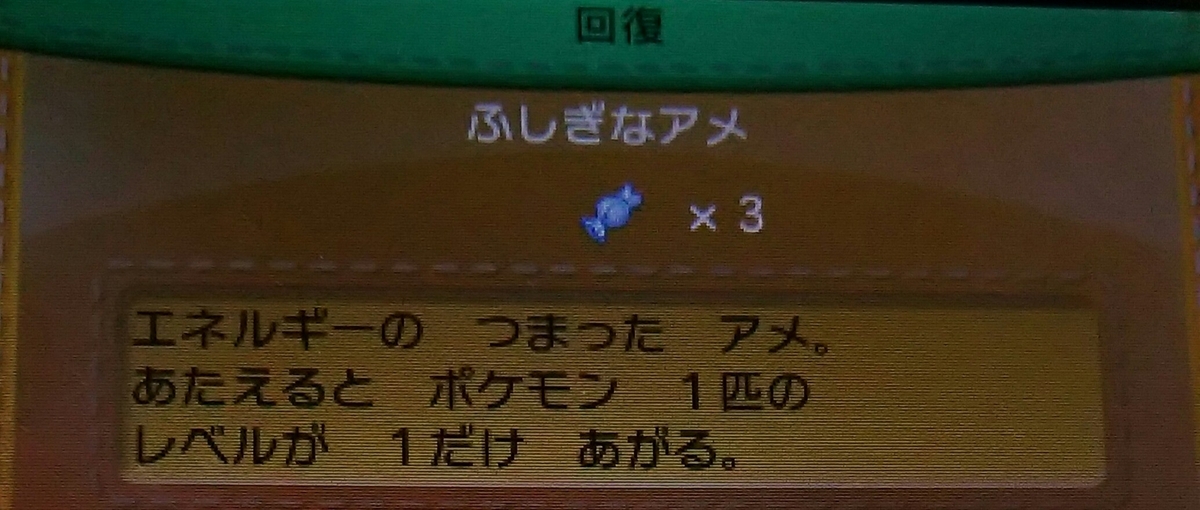 回復
ふしぎなアメ
× 3
エネルギーの　つまった　アメ。
あたえると　ポケモン　１匹の
レベルが　１だけ　あがる。